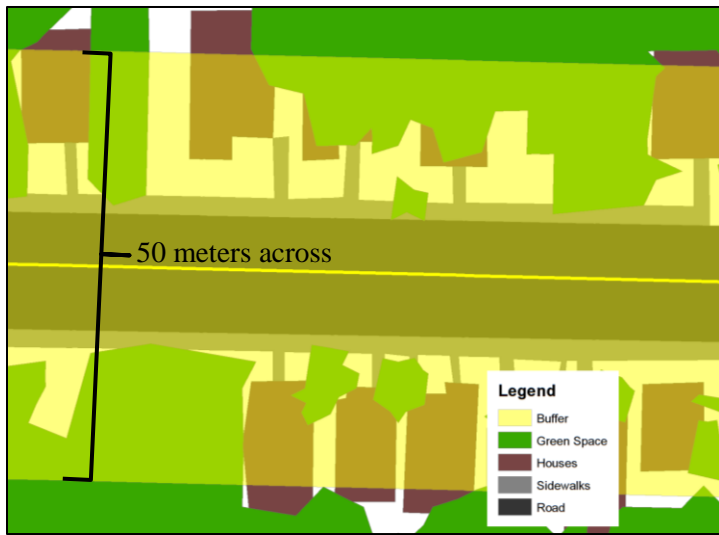 50 meters across
Legend
Buffer
Green Space
Houses
Sidewalks
Road